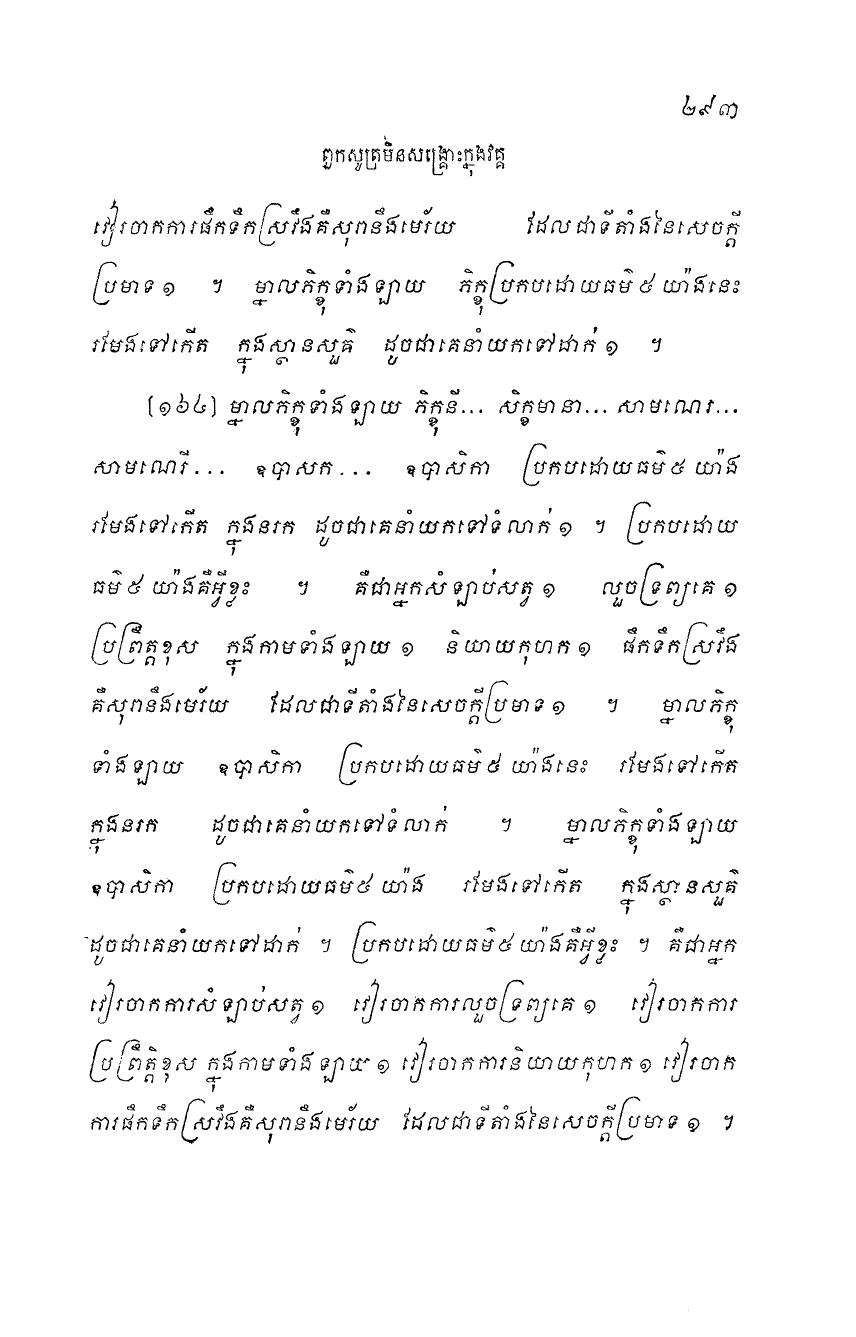 ២៩៣
ពួកសូត្រមិនសង្គ្រោះក្នុងវគ្គ
វៀរចាកការផឹកទឹកស្រវឹងគឺសុរានឹងមេរ័យ ដែលជាទីតាំងនៃសេចក្តី
ប្រមាទ១ ។ ម្នាលភិក្ខុទាំងឡាយ ភិក្ខុប្រកបដោយធម៌៥យ៉ាងនេះ
រមែងទៅកើត ក្នុងស្ថានសួគ៌ ដូចជាគេនាំយកទៅដាក់១ ។
(១៦៤) ម្នាលភិក្ខុទាំងឡាយ ភិក្ខុនី... សិក្ខមានា... សាមណេរ...
សាមណេរី... ឧបាសក... ឧបាសិកា ប្រកបដោយធម៌៥យ៉ាង
រមែងទៅកើត ក្នុងនរក ដូចជាគេនាំយកទៅទំលាក់១ ។ ប្រកបដោយ
ធម៌៥យ៉ាងគឺអ្វីខ្លះ ។ គឺជាអ្នកសំឡាប់សត្វ១ លួចទ្រព្យគេ១
ប្រព្រឹត្តខុស ក្នុងកាមទាំងឡាយ១ និយាយកុហក១ ផឹកទឹកស្រវឹង
គឺសុរានឹងមេរ័យ ដែលជាទីតាំងនៃសេចក្តីប្រមាទ១ ។ ម្នាលភិក្ខុ
ទាំងឡាយ ឧបាសិកា ប្រកបដោយធម៌៥យ៉ាងនេះ រមែងទៅកើត
ក្នុងនរក ដូចជាគេនាំយកទៅទំលាក់ ។ ម្នាលភិក្ខុទាំងឡាយ
ឧបាសិកា ប្រកបដោយធម៌៥យ៉ាង រមែងទៅកើត ក្នុងស្ថានសួគ៌
ដូចជាគេនាំយកទៅដាក់ ។ ប្រកបដោយធម៌៥យ៉ាងគឺអ្វីខ្លះ ។ គឺជាអ្នក
វៀរចាកការសំឡាប់សត្វ១ វៀរចាកការលួចទ្រព្យគេ១ វៀរចាកការ
ប្រព្រឹត្តិខុស ក្នុងកាមទាំងឡាយ១ វៀរចាកការនិយាយកុហក១ វៀរចាក
ការផឹកទឹកស្រវឹងគឺសុរានឹងមេរ័យ ដែលជាទីតាំងនៃសេចក្តីប្រមាទ១ ។